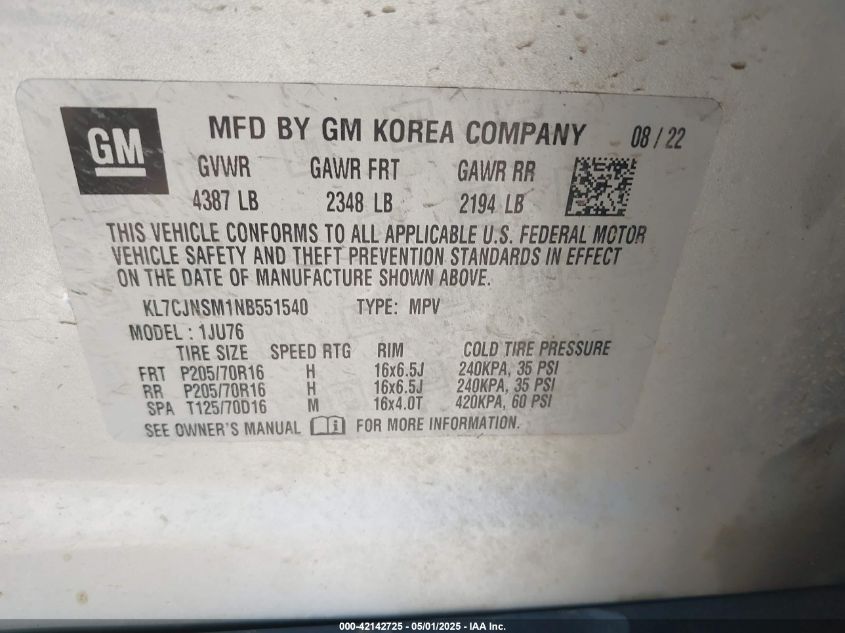 GM
MFD BY GM KOREA COMPANY 08 / 22
GVWR GAWR FRT GAWR RR
4387 LB 2348 LB 2194 LB
THIS VEHICLE CONFORMS TO ALL APPLICABLE U.S. FEDERAL MOTOR
VEHICLE SAFETY AND THEFT PREVENTION STANDARDS IN EFFECT
ON THE DATE OF MANUFACTURE SHOWN ABOVE.
KL7CJNSM1NB551540 TYPE: MPV
MODEL : 1JU76
TIRE SIZE SPEED RTG RIM COLD TIRE PRESSURE
FRT P205/70R16 H 16x6.5J 240KPA, 35 PSI
RR P205/70R16 H 16x6.5J 240KPA, 35 PSI
SPA T125/70D16 M 16x4.0T 420KPA, 60 PSI
SEE OWNER'S MANUAL FOR MORE INFORMATION.
000-42142725 - 05/01/2025 - IAA Inc.